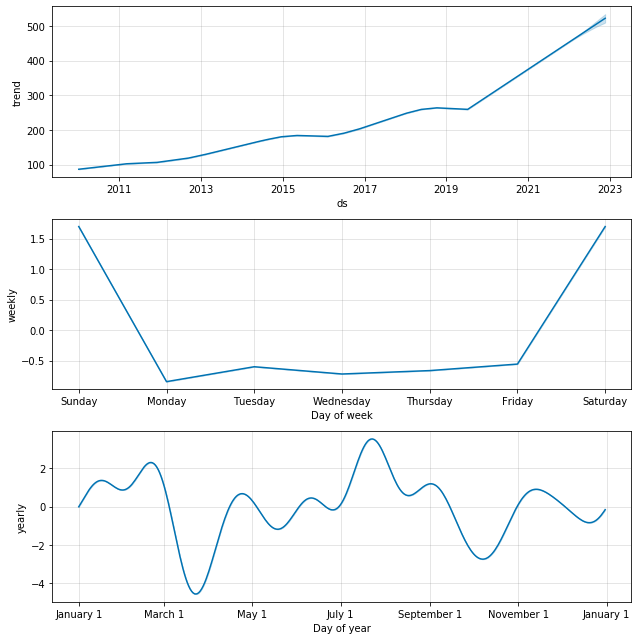 500
400
300
200
100
trend
2011 2013 2015 2017 2019 2021 2023
ds
1.5
1.0
0.5
0.0
−0.5
weekly
Sunday Monday Tuesday Wednesday Thursday Friday Saturday
Day of week
2
0
−2
−4
yearly
January 1 March 1 May 1 July 1 September 1 November 1 January 1
Day of year